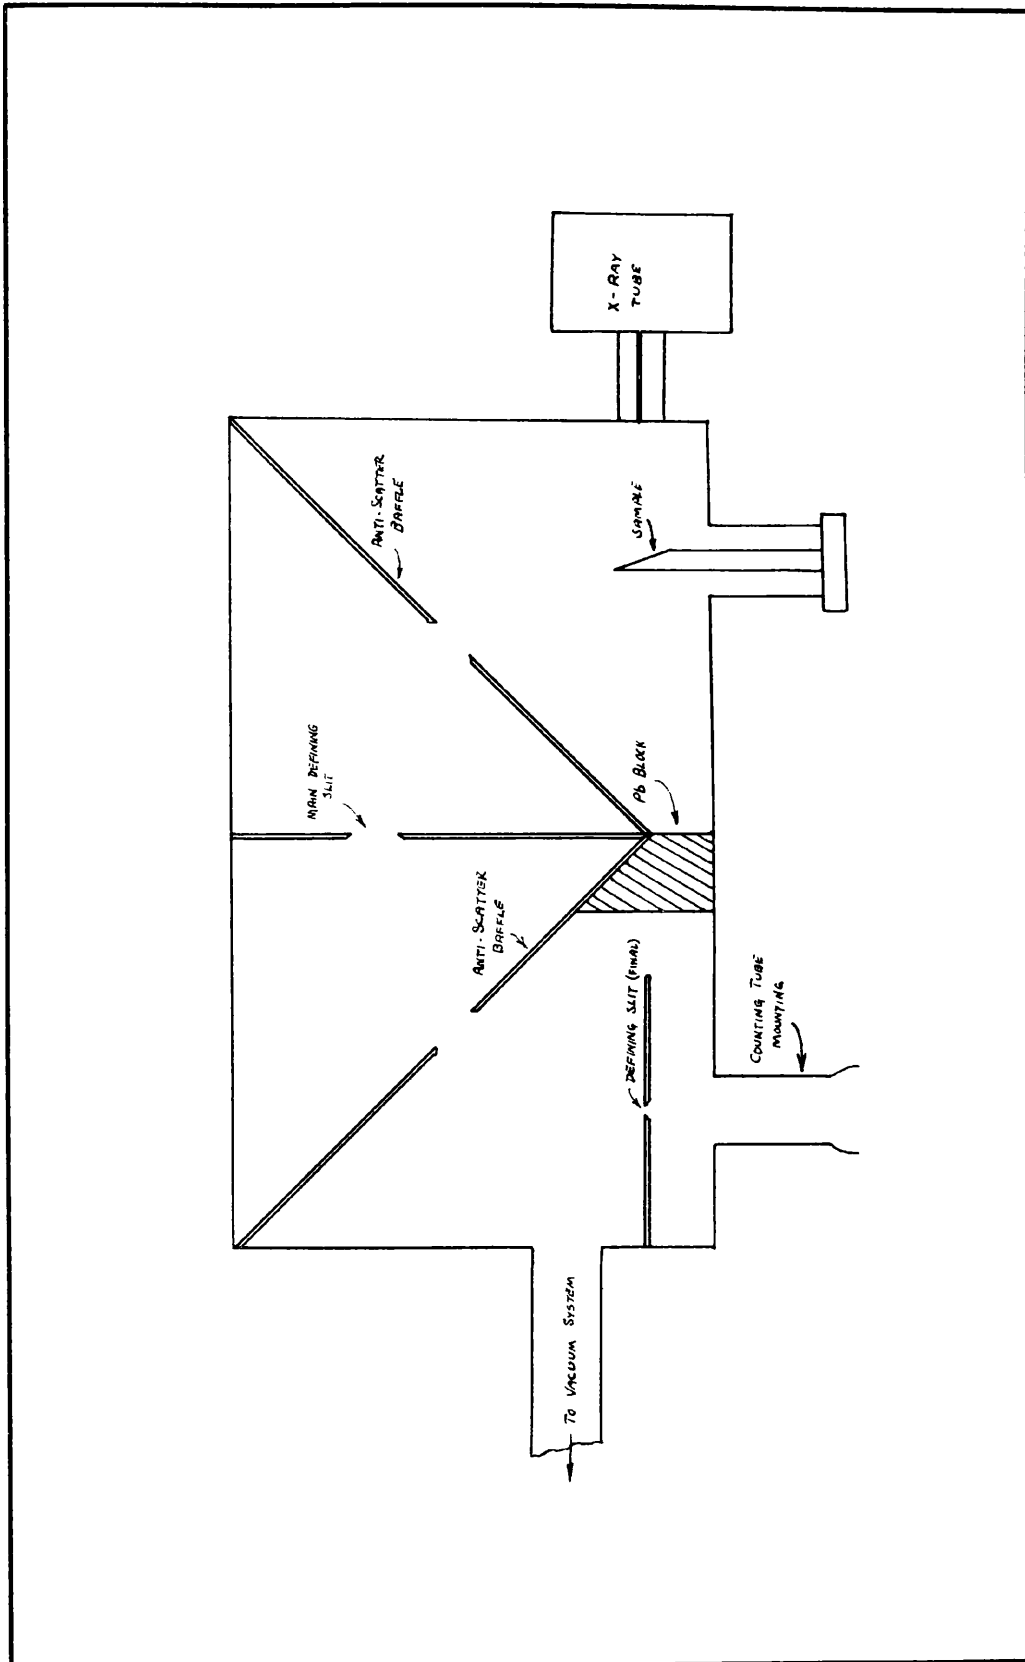 X-RAY
TUBE
ANTI-SCATTER
BAFFLE
SAMPLE
MAIN DEFINING
SLIT
Pb BLOCK
ANTI-SCATTER
BAFFLE
DEFINING SLIT (FINAL)
COUNTING TUBE
MOUNTING
TO VACUUM SYSTEM